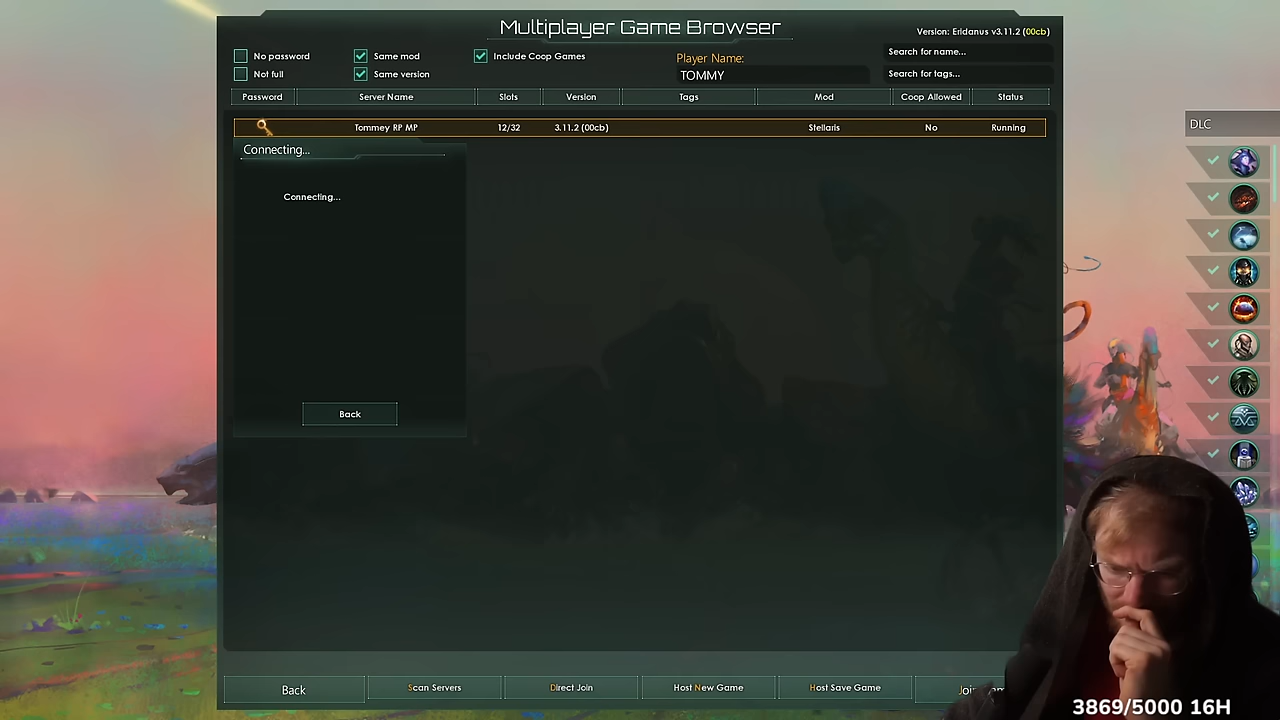 Multiplayer Game Browser
Version: Eridanus v3.11.2 (00cb)
No password
Same mod
Include Coop Games
Player Name:
Search for name...
Not full
Same version
TOMMY
Search for tags...
Password Server Name Slots Version Tags Mod Coop Allowed Status
DLC
Tommey RP MP 12/32 3.11.2 (00cb) Stellaris No Running
Connecting...
Connecting...
Back
Back Scan Servers Direct Join Host New Game Host Save Game
3869/5000 16H